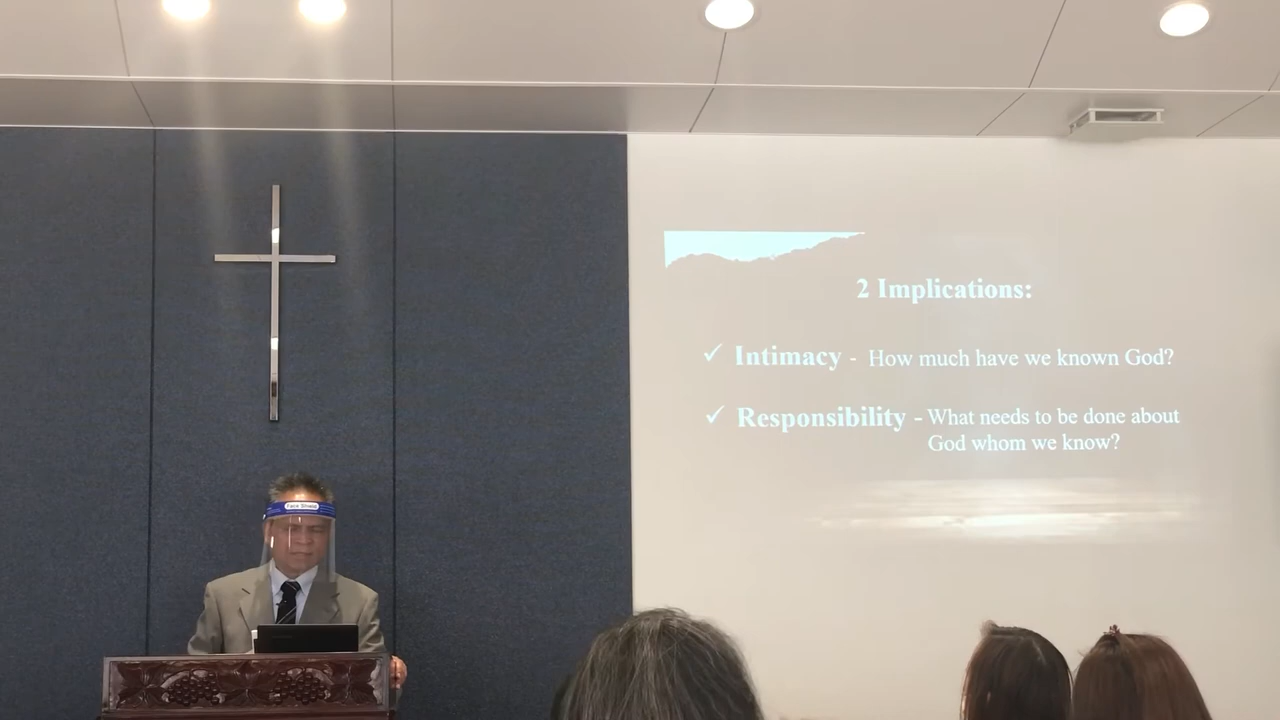 2 Implications:
✓ Intimacy - How much have we known God?
✓ Responsibility - What needs to be done about
God whom we know?
Face Shield